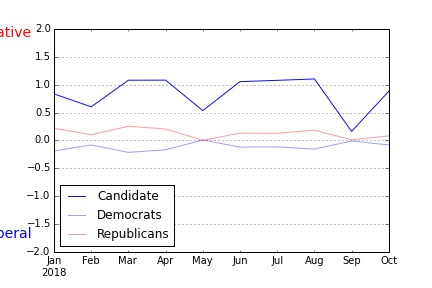 ative
2.0
1.5
1.0
0.5
0.0
−0.5
−1.0
−1.5
−2.0
beral
Candidate
Democrats
Republicans
Jan Feb Mar Apr May Jun Jul Aug Sep Oct
2018